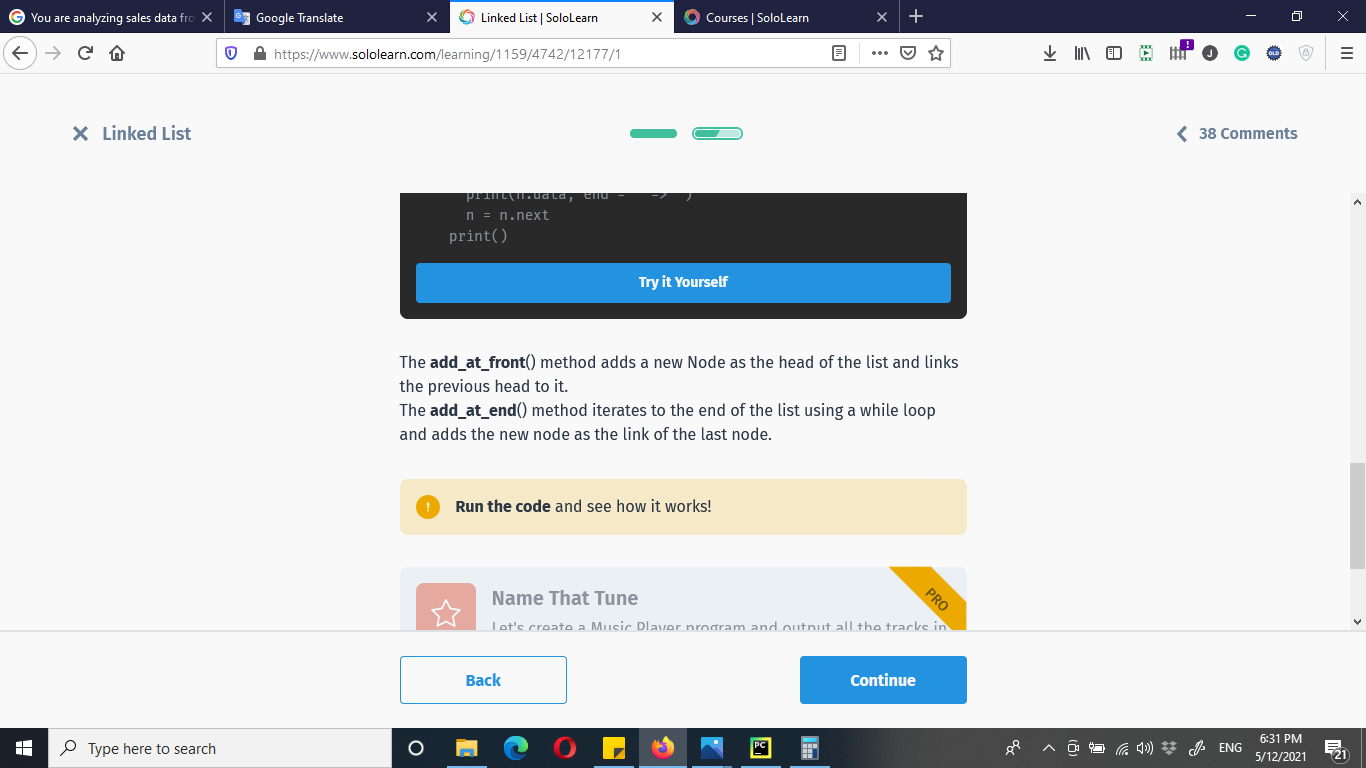 You are analyzing sales data fro
Google Translate
Linked List | SoloLearn
Courses | SoloLearn
https://www.sololearn.com/learning/1159/4742/12177/1
Linked List
38 Comments
print(n.data, end = " -> ")
n = n.next
print()
Try it Yourself
The add_at_front() method adds a new Node as the head of the list and links
the previous head to it.
The add_at_end() method iterates to the end of the list using a while loop
and adds the new node as the link of the last node.
! Run the code and see how it works!
Name That Tune
PRO
Let's create a Music Player program and output all the tracks in
Back
Continue
Type here to search
PC
ENG
6:31 PM
5/12/2021
21